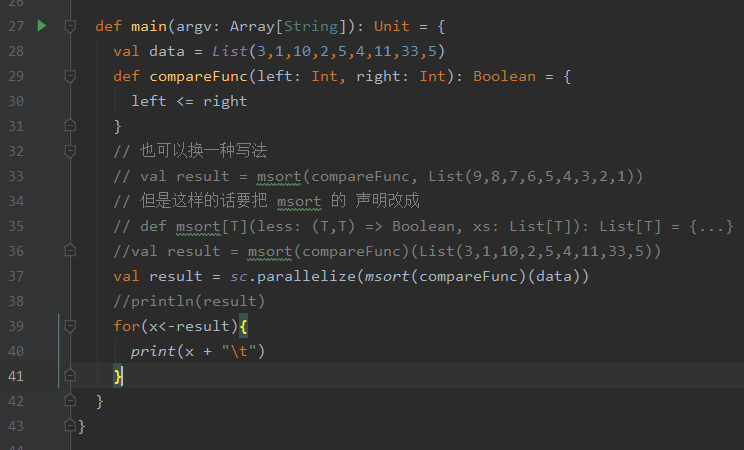 27 def main(argv: Array[String]): Unit = {
28 val data = List(3,1,10,2,5,4,11,33,5)
29 def compareFunc(left: Int, right: Int): Boolean = {
30 left <= right
31 }
32 // 也可以换一种写法
33 // val result = msort(compareFunc, List(9,8,7,6,5,4,3,2,1))
34 // 但是这样的话要把 msort 的 声明改成
35 // def msort[T](less: (T,T) => Boolean, xs: List[T]): List[T] = {...}
36 //val result = msort(compareFunc)(List(3,1,10,2,5,4,11,33,5))
37 val result = sc.parallelize(msort(compareFunc)(data))
38 //println(result)
39 for(x<-result){
40 print(x + "\t")
41 }
42 }
43 }